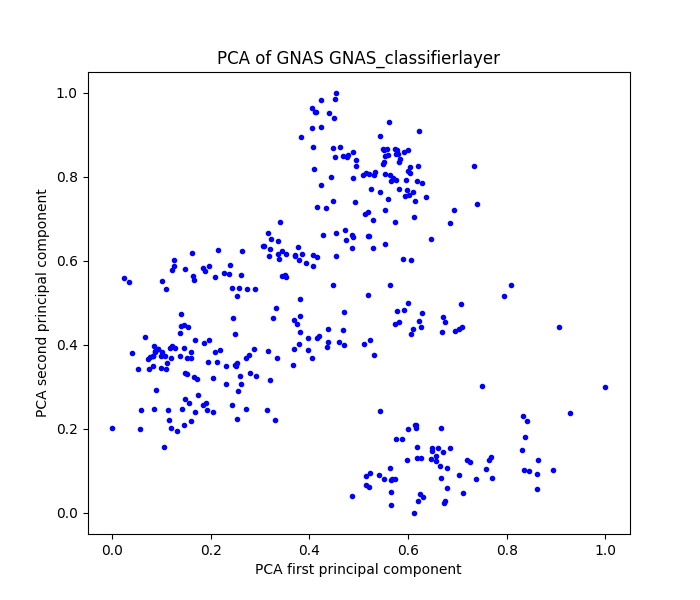 PCA of GNAS GNAS_classifierlayer
PCA second principal component
1.0
0.8
0.6
0.4
0.2
0.0
0.0 0.2 0.4 0.6 0.8 1.0
PCA first principal component